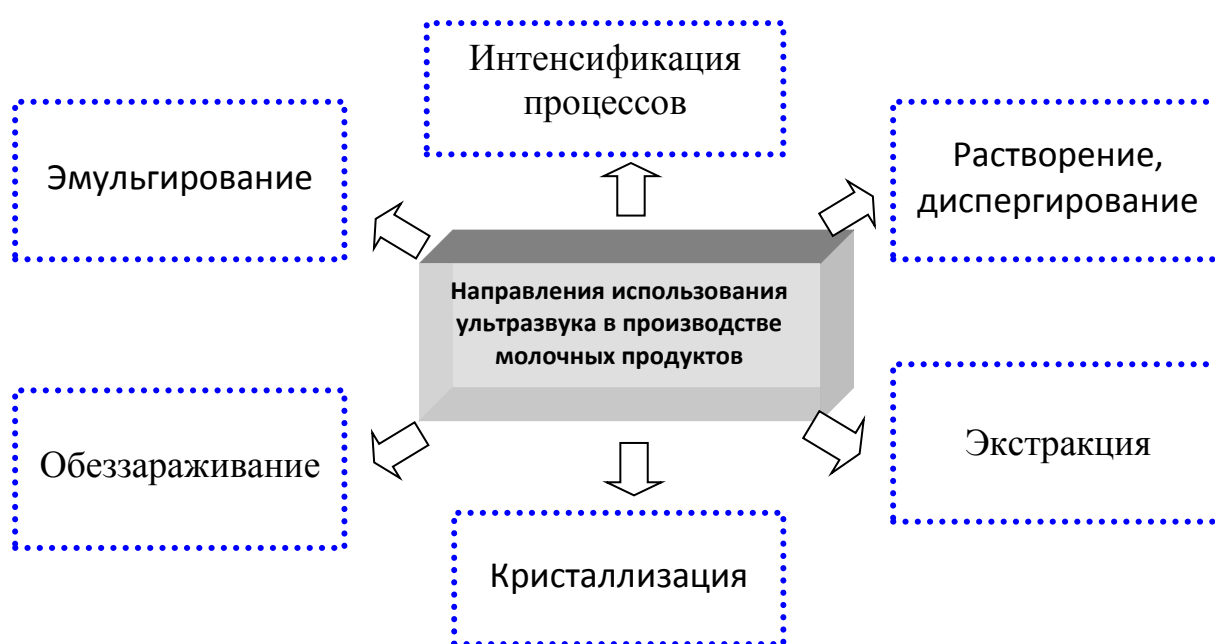 Интенсификация
процессов
Эмульгирование
Растворение,
диспергирование
Направления использования
ультразвука в производстве
молочных продуктов
Обеззараживание
Экстракция
Кристаллизация